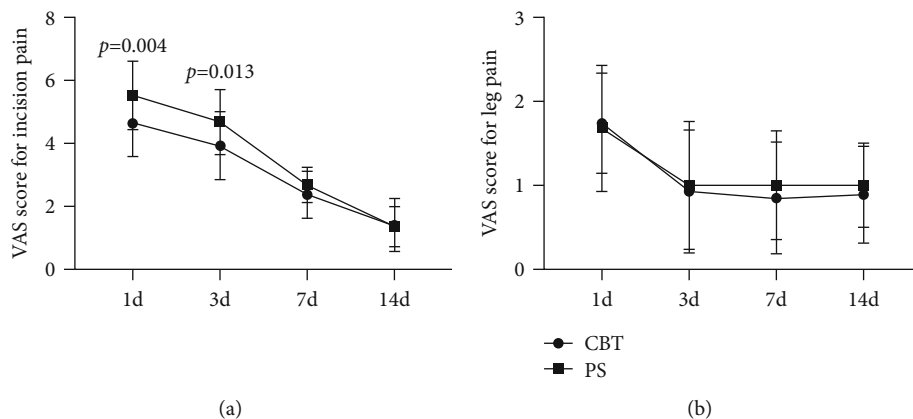 VAS score for incision pain
8
6
4
2
0
p=0.004
p=0.013
1d 3d 7d 14d
(a)
VAS score for leg pain
3
2
1
0
1d 3d 7d 14d
CBT
PS
(b)